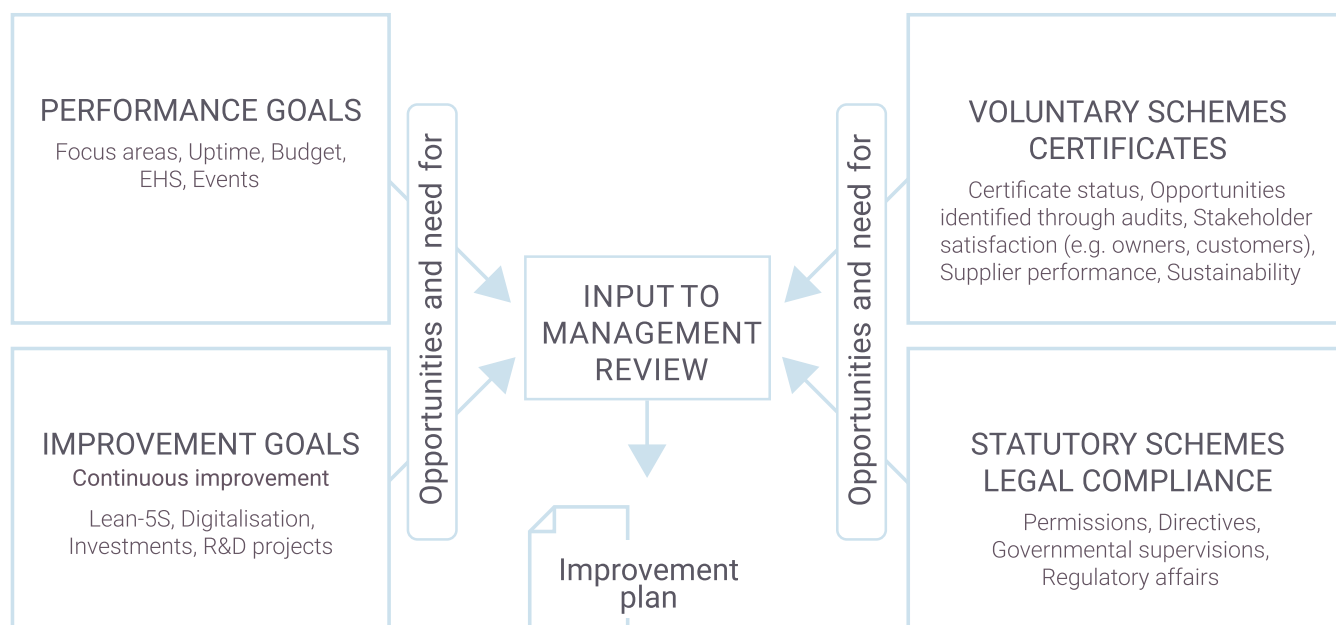 PERFORMANCE GOALS
Focus areas, Uptime, Budget,
EHS, Events
IMPROVEMENT GOALS
Continuous improvement
Lean-5S, Digitalisation,
Investments, R&D projects
Opportunities and need for
INPUT TO
MANAGEMENT
REVIEW
Improvement
plan
Opportunities and need for
VOLUNTARY SCHEMES
CERTIFICATES
Certificate status, Opportunities
identified through audits, Stakeholder
satisfaction (e.g. owners, customers),
Supplier performance, Sustainability
STATUTORY SCHEMES
LEGAL COMPLIANCE
Permissions, Directives,
Governmental supervisions,
Regulatory affairs